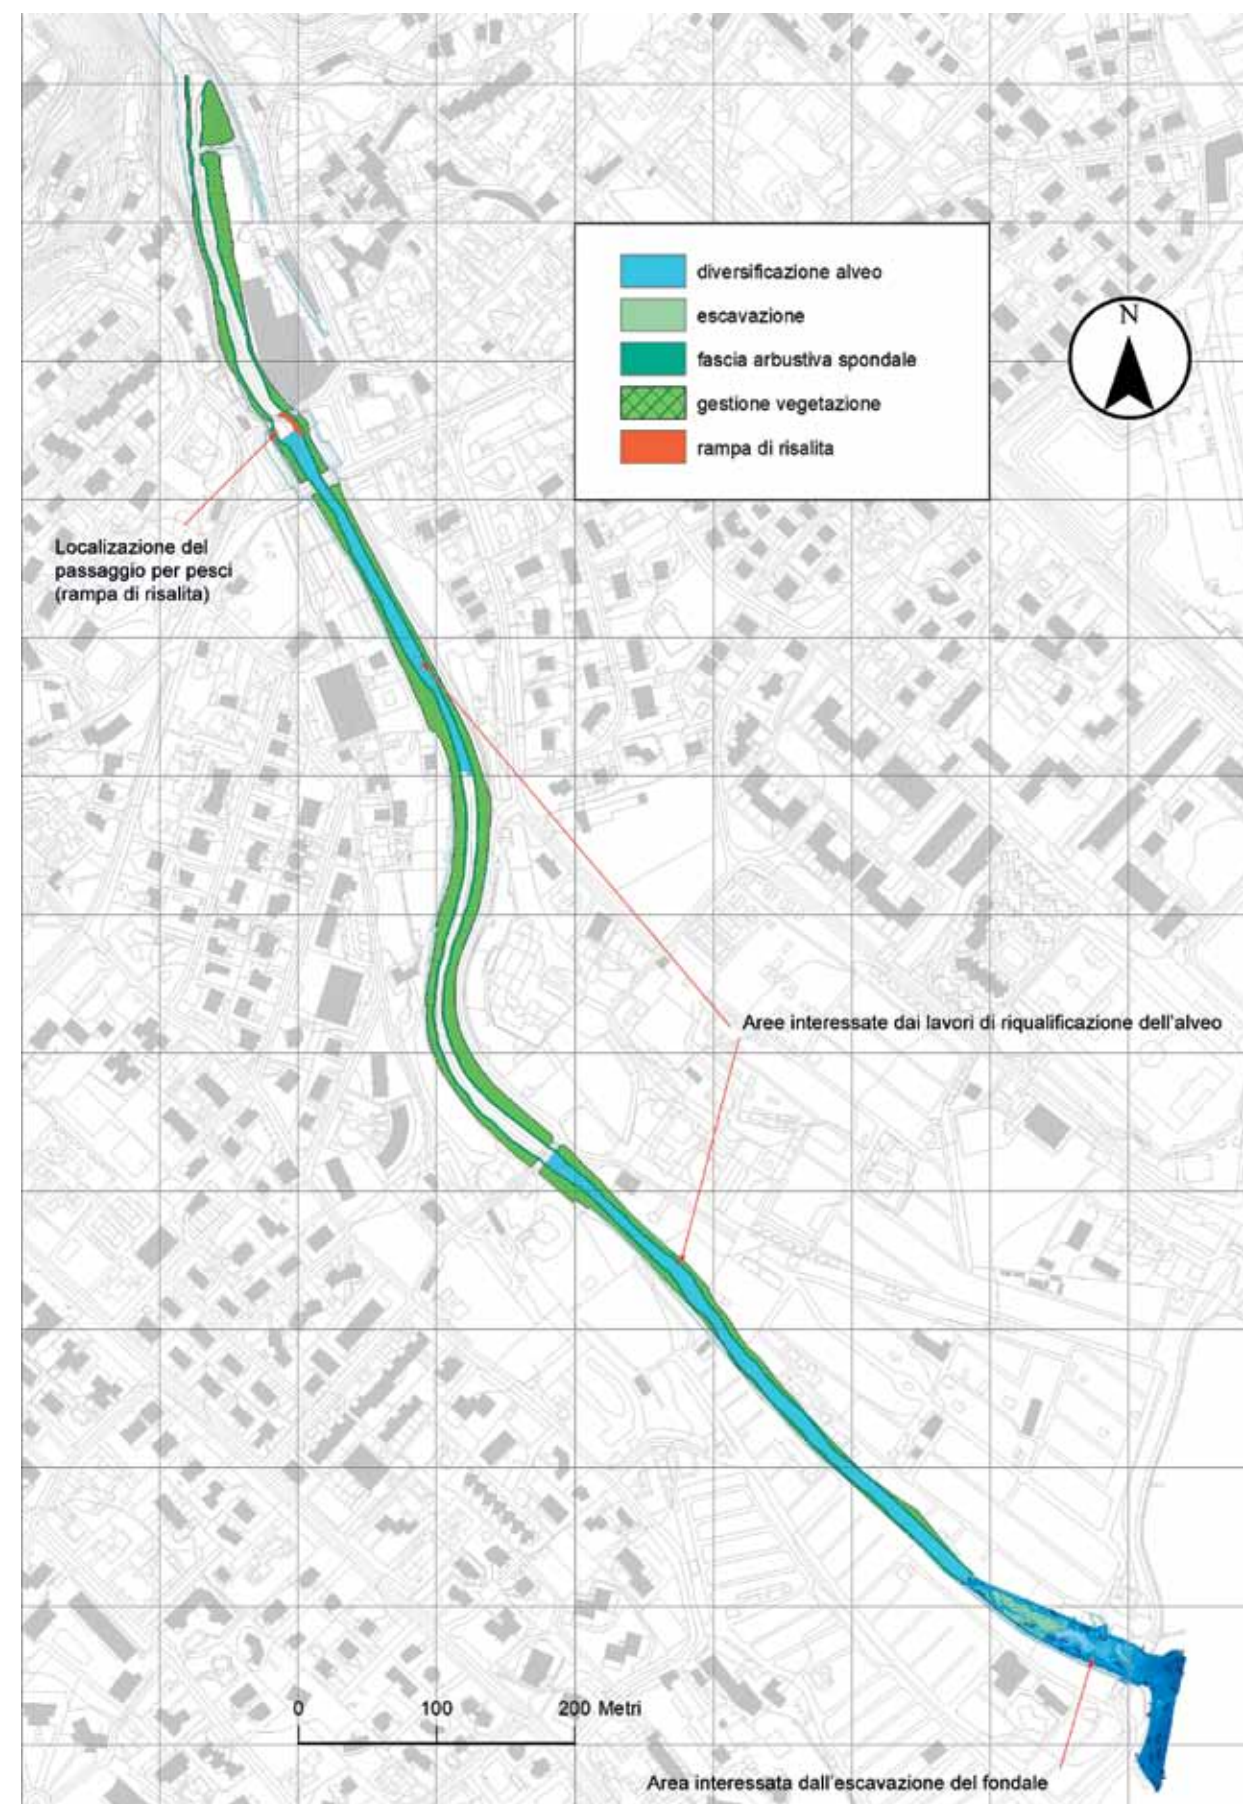 diversificazione alveo
escavazione
fascia arbustiva spondale
gestione vegetazione
rampa di risalita
N
Localizzazione del
passaggio per pesci
(rampa di risalita)
Aree interessate dai lavori di riqualificazione dell'alveo
0 100 200 Metri
Area interessata dall'escavazione del fondale